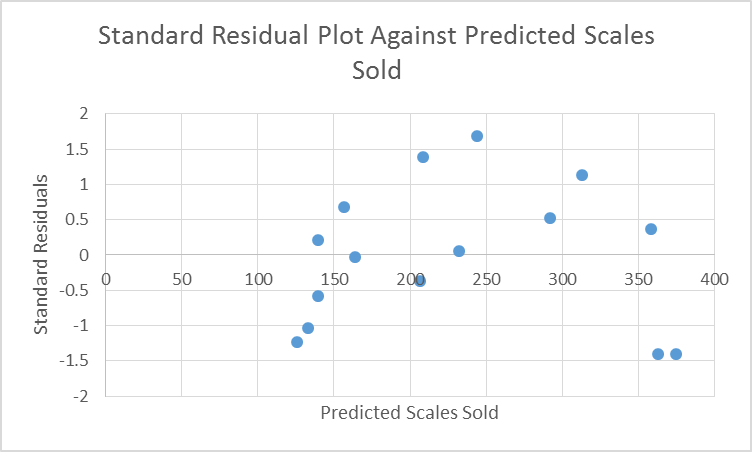 Standard Residual Plot Against Predicted Scales
Sold
2
1.5
1
0.5
0
-0.5
-1
-1.5
-2
0 50 100 150 200 250 300 350 400
Standard Residuals
Predicted Scales Sold